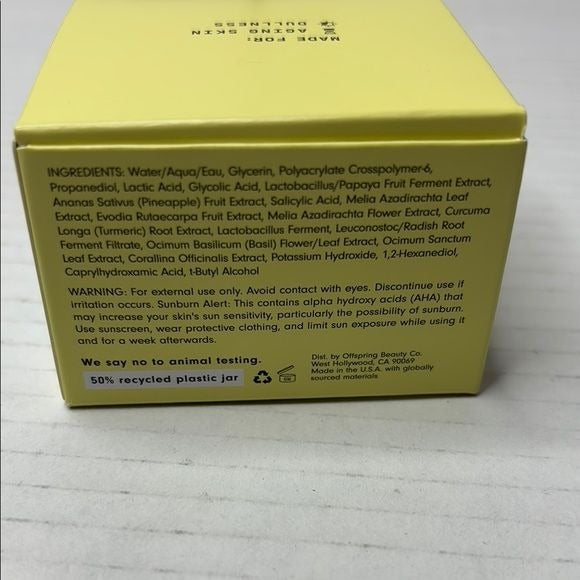 MADE FOR:
AGING SKIN
DULLNESS
INGREDIENTS: Water/Aqua/Eau, Glycerin, Polyacrylate Crosspolymer-6,
Propanediol, Lactic Acid, Glycolic Acid, Lactobacillus/Papaya Fruit Ferment Extract,
Ananas Sativus (Pineapple) Fruit Extract, Salicylic Acid, Melia Azadirachta Leaf
Extract, Evodia Rutaecarpa Fruit Extract, Melia Azadirachta Flower Extract, Curcuma
Longa (Turmeric) Root Extract, Lactobacillus Ferment, Leuconostoc/Radish Root
Ferment Filtrate, Ocimum Basilicum (Basil) Flower/Leaf Extract, Ocimum Sanctum
Leaf Extract, Corallina Officinalis Extract, Potassium Hydroxide, 1,2-Hexanediol,
Caprylhydroxamic Acid, t-Butyl Alcohol
WARNING: For external use only. Avoid contact with eyes. Discontinue use if
irritation occurs. Sunburn Alert: This contains alpha hydroxy acids (AHA) that
may increase your skin's sun sensitivity, particularly the possibility of sunburn.
Use sunscreen, wear protective clothing, and limit sun exposure while using it
and for a week afterwards.
We say no to animal testing.
50% recycled plastic jar
Dist. by Offspring Beauty Co.
West Hollywood, CA 90069
Made in the U.S.A. with globally
sourced materials.